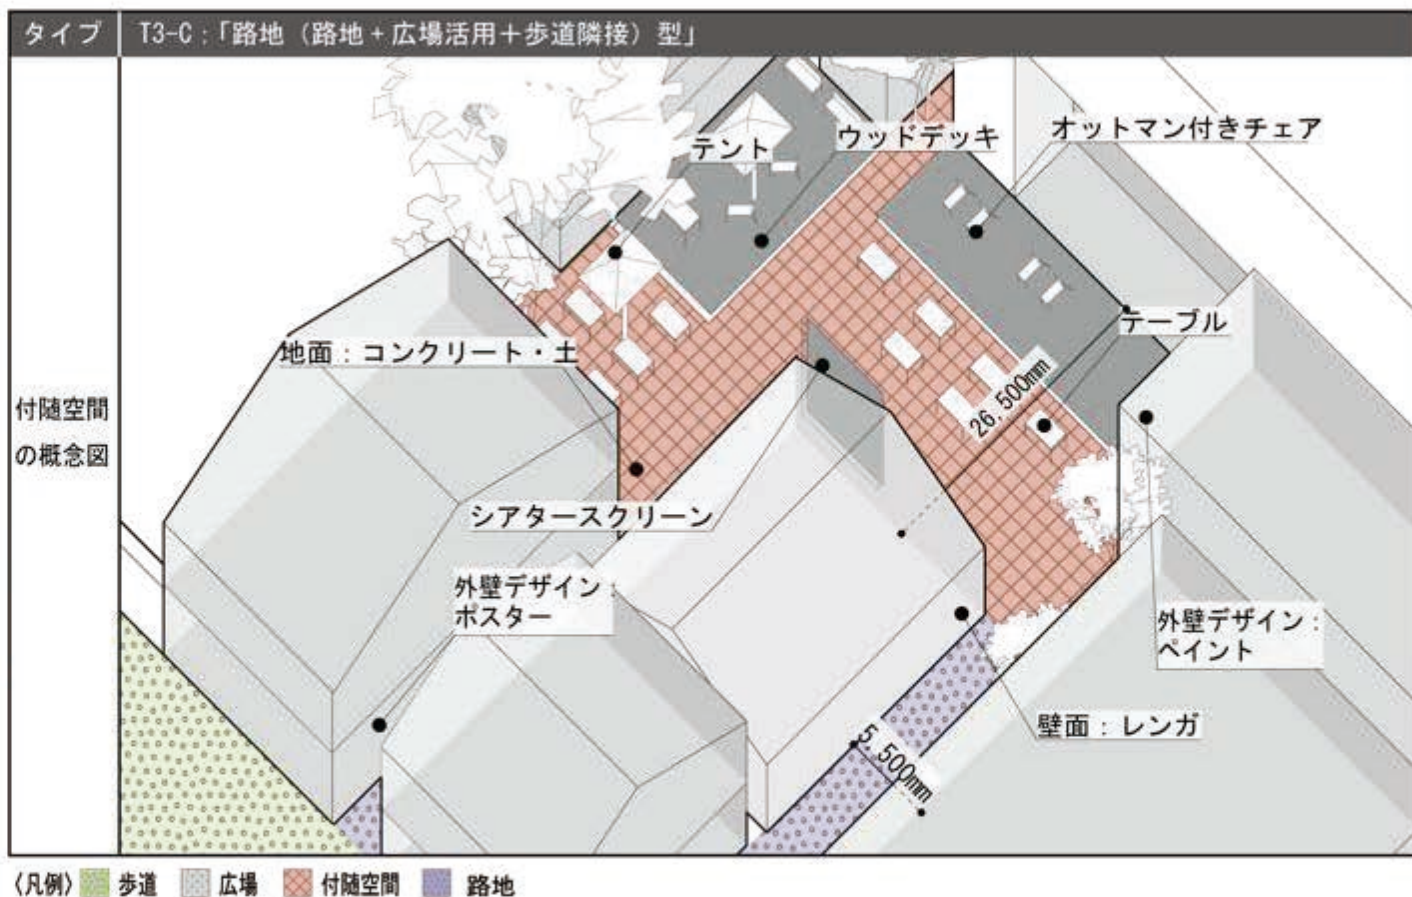 タイプ
T3-C:「路地(路地+広場活用+歩道隣接)型」
付随空間
の概念図
テント
ウッドデッキ
オットマン付きチェア
地面:コンクリート・土
テーブル
26,500mm
シアタースクリーン
外壁デザイン:
ポスター
外壁デザイン:
ペイント
壁面:レンガ
5,500mm
〈凡例〉 歩道 広場 付随空間 路地